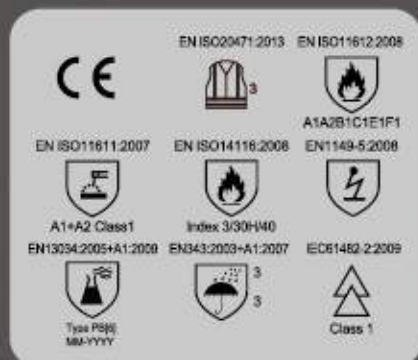 CE
EN ISO20471:2013
3
EN ISO11612:2008
A1A2B1C1E1F1
EN ISO11611:2007
A1+A2 Class1
EN ISO14116:2008
Index 3/30H/40
EN1149-5:2008
EN13034:2005+A1:2009
Type PB[6]
MM-YYYY
EN343:2003+A1:2007
3
3
IEC61482-2:2009
Class 1